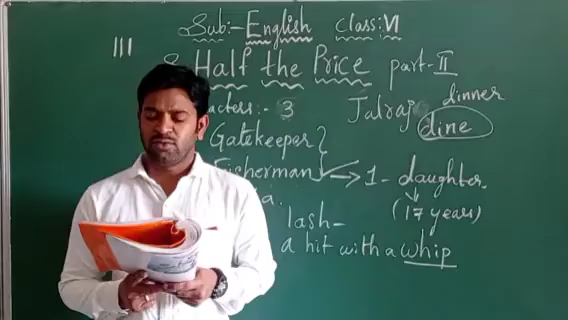 Sub:- English class: VI
III
8. Half the Price part-II
acters:- 3 Jalraj dinner
dine
Gatekeeper
Fisherman → 1- daughter.
a. (17 years)
lash-
a hit with a whip